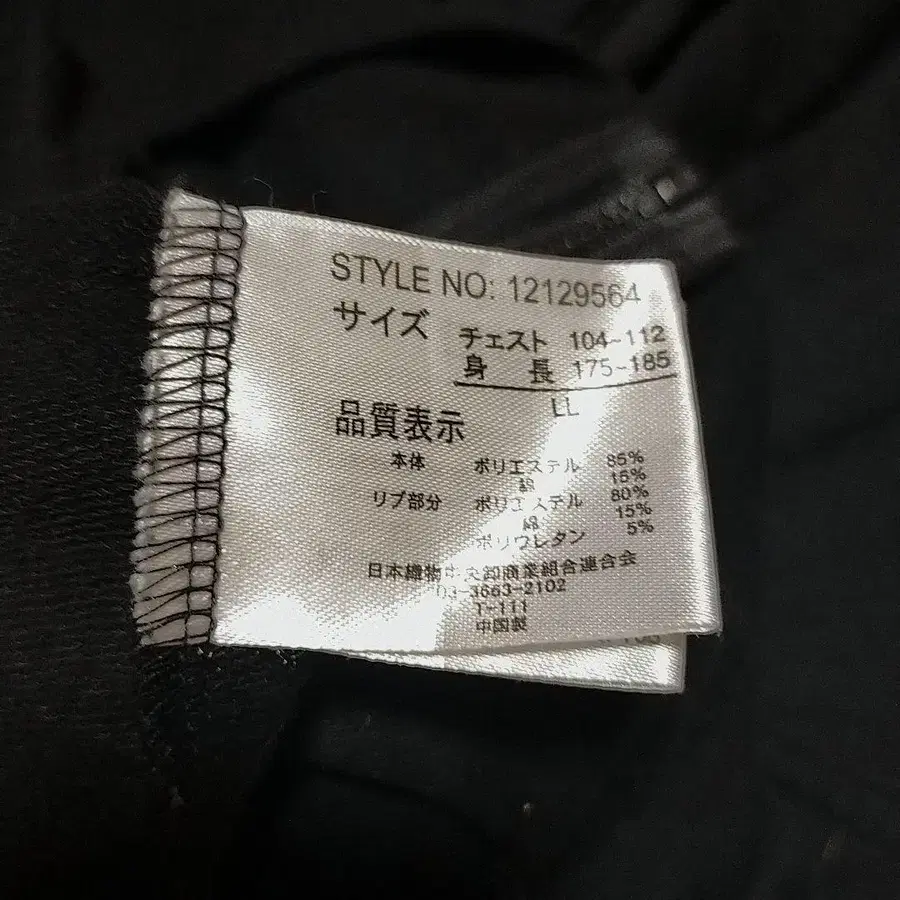 STYLE NO: 12129564
サイズ チェスト 104~112
身長 175~185
LL
品質表示
本体 ポリエステル 85%
綿 15%
リブ部分 ポリエステル 80%
綿 15%
ポリウレタン 5%
日本織物中央卸商業組合連合会
03-3663-2102
T-111
中国製